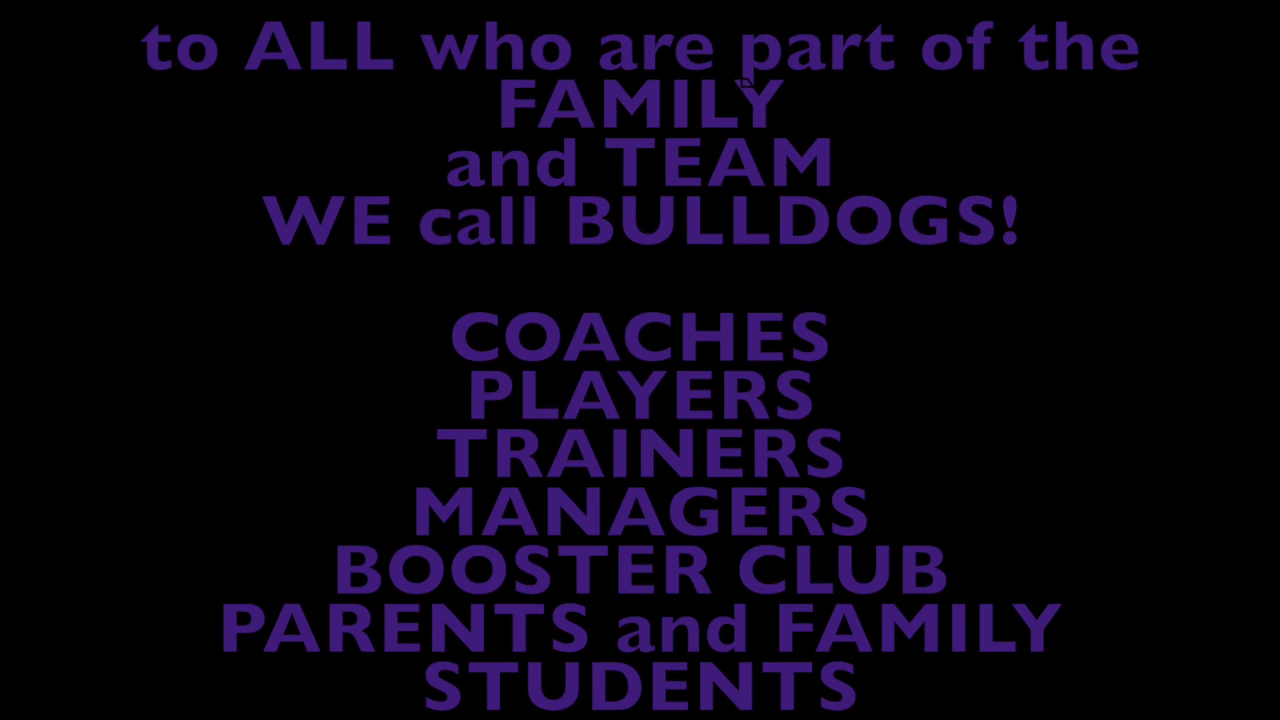 to ALL who are part of the
FAMILY
and TEAM
WE call BULLDOGS!
COACHES
PLAYERS
TRAINERS
MANAGERS
BOOSTER CLUB
PARENTS and FAMILY
STUDENTS